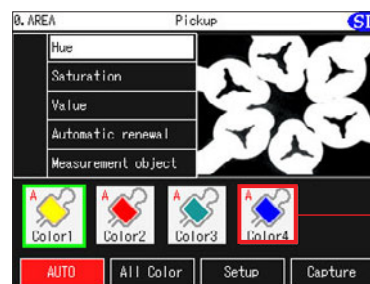 0. AREA Pickup SI
Hue
Saturation
Value
Automatic renewal
Measurement object
A A A A
Color1 Color2 Color3 Color4
AUTO All Color Setup Capture